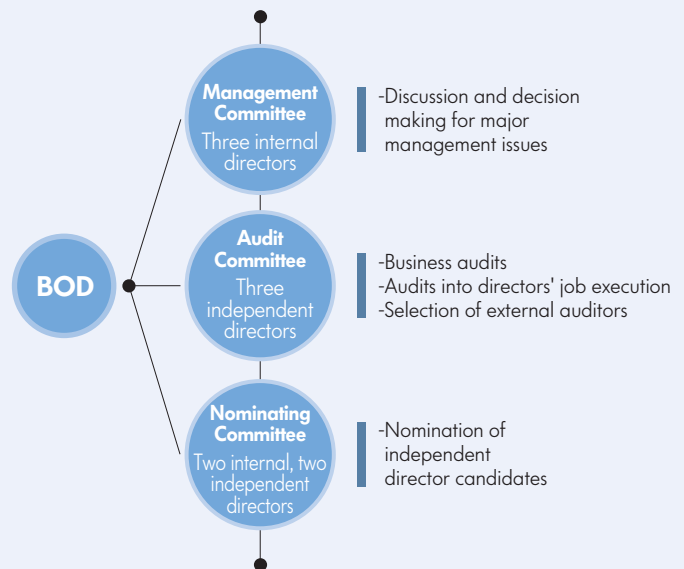 BOD
Management
Committee
Three internal
directors
-Discussion and decision
making for major
management issues
Audit
Committee
Three
independent
directors
-Business audits
-Audits into directors' job execution
-Selection of external auditors
Nominating
Committee
Two internal, two
independent
directors
-Nomination of
independent
director candidates